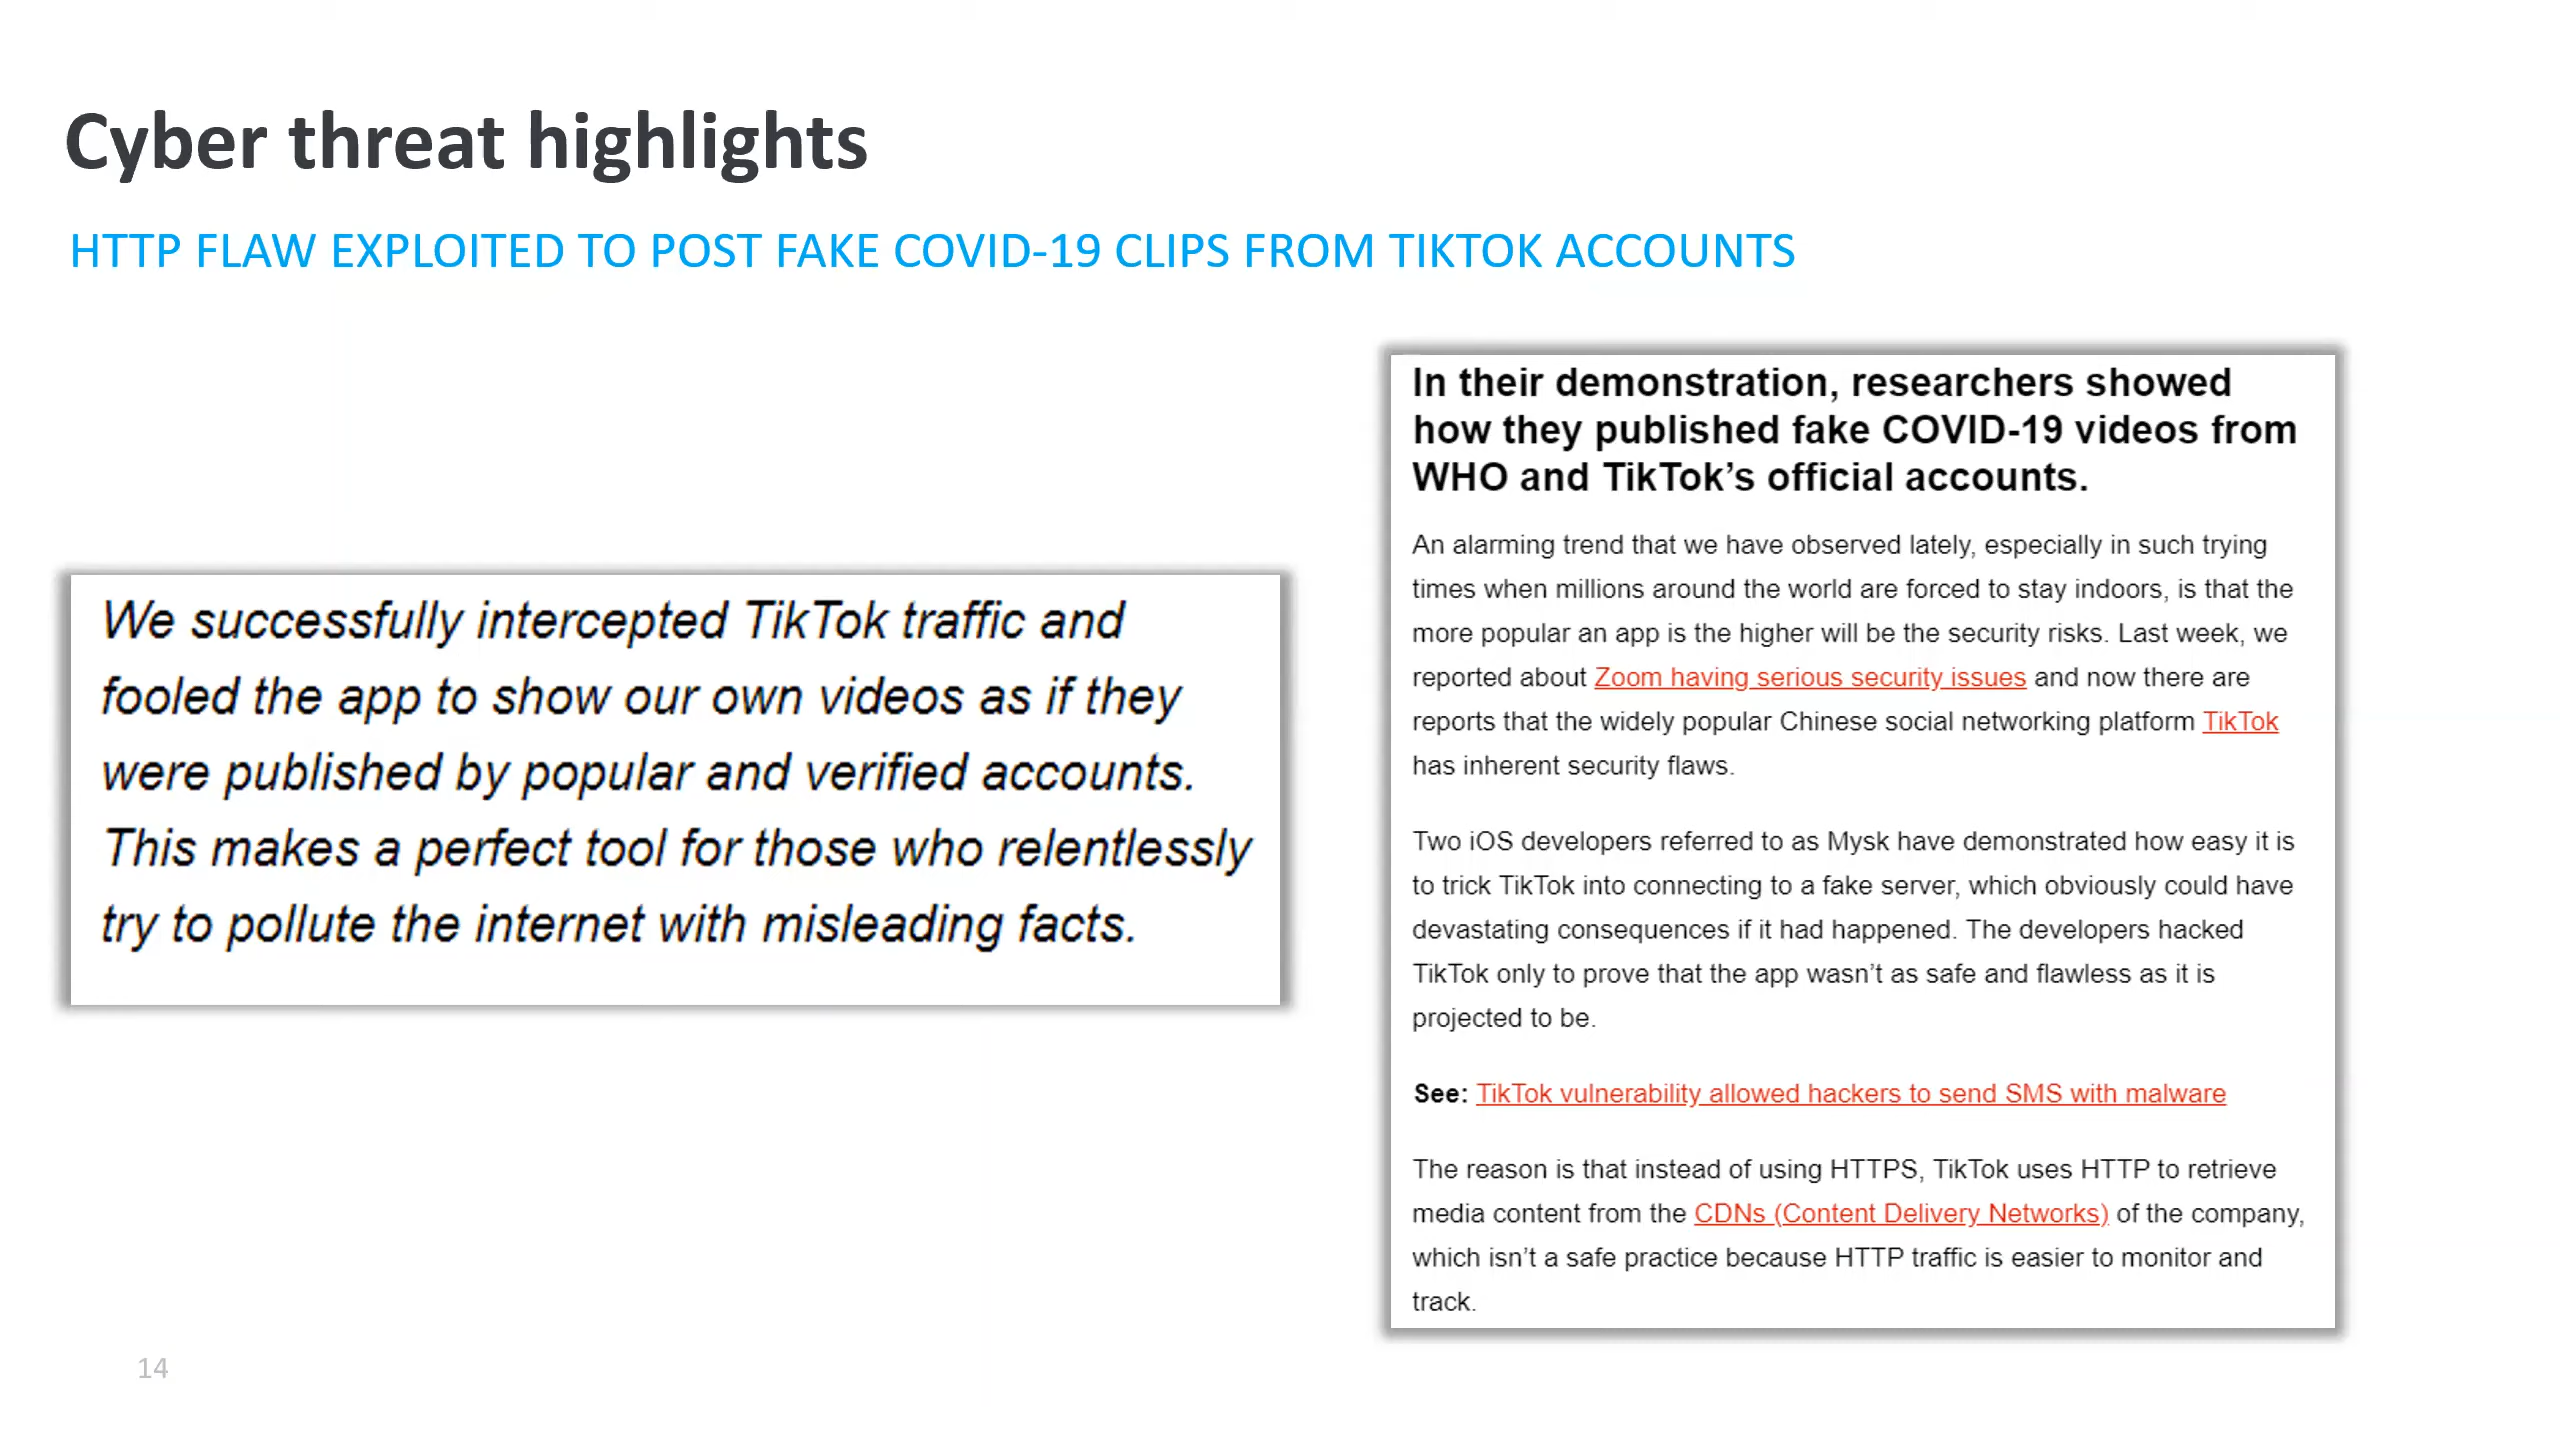 Cyber threat highlights
HTTP FLAW EXPLOITED TO POST FAKE COVID-19 CLIPS FROM TIKTOK ACCOUNTS
We successfully intercepted TikTok traffic and
fooled the app to show our own videos as if they
were published by popular and verified accounts.
This makes a perfect tool for those who relentlessly
try to pollute the internet with misleading facts.
In their demonstration, researchers showed
how they published fake COVID-19 videos from
WHO and TikTok’s official accounts.
An alarming trend that we have observed lately, especially in such trying
times when millions around the world are forced to stay indoors, is that the
more popular an app is the higher will be the security risks. Last week, we
reported about Zoom having serious security issues and now there are
reports that the widely popular Chinese social networking platform TikTok
has inherent security flaws.
Two iOS developers referred to as Mysk have demonstrated how easy it is
to trick TikTok into connecting to a fake server, which obviously could have
devastating consequences if it had happened. The developers hacked
TikTok only to prove that the app wasn’t as safe and flawless as it is
projected to be.
See: TikTok vulnerability allowed hackers to send SMS with malware
The reason is that instead of using HTTPS, TikTok uses HTTP to retrieve
media content from the CDNs (Content Delivery Networks) of the company,
which isn’t a safe practice because HTTP traffic is easier to monitor and
track.
14